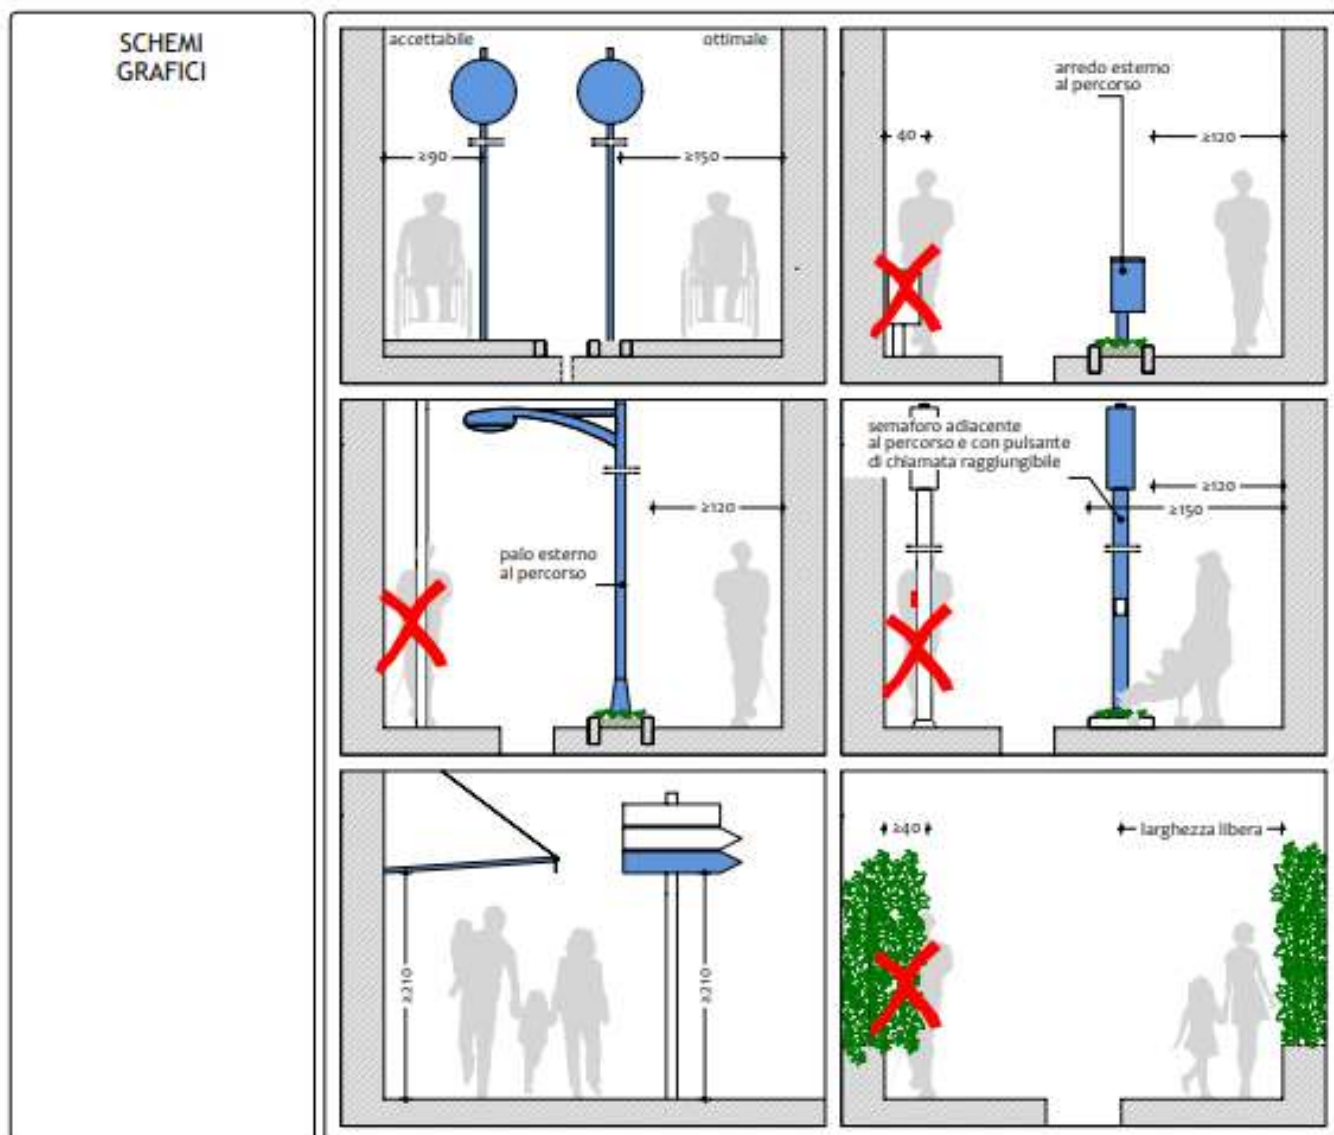 SCHEMI
GRAFICI
accettabile
ottimale
≥90
≥150
arredo esterno
al percorso
40
≥120
palo esterno
al percorso
≥120
semaforo adiacente
al percorso e con pulsante
di chiamata raggiungibile
≥120
≥150
≥210
≥210
≥40
larghezza libera